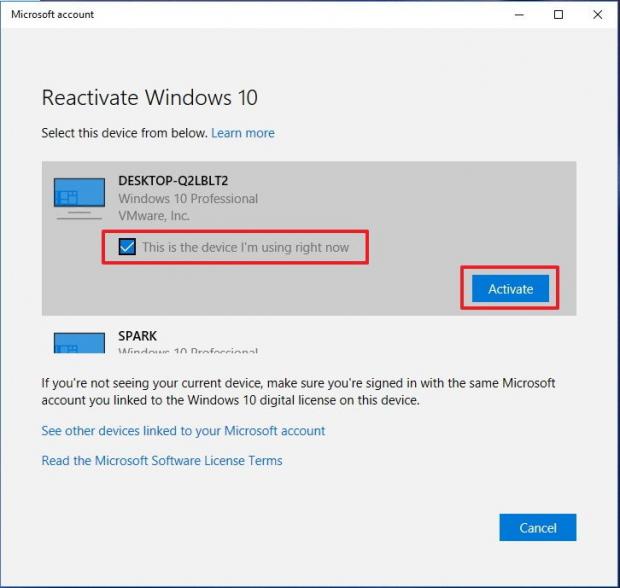 Microsoft account
Reactivate Windows 10
Select this device from below. Learn more
DESKTOP-Q2LBLT2
Windows 10 Professional
VMware, Inc.
This is the device I'm using right now
Activate
SPARK
Windows 10 Professional
If you're not seeing your current device, make sure you're signed in with the same Microsoft
account you linked to the Windows 10 digital license on this device.
See other devices linked to your Microsoft account
Read the Microsoft Software License Terms
Cancel